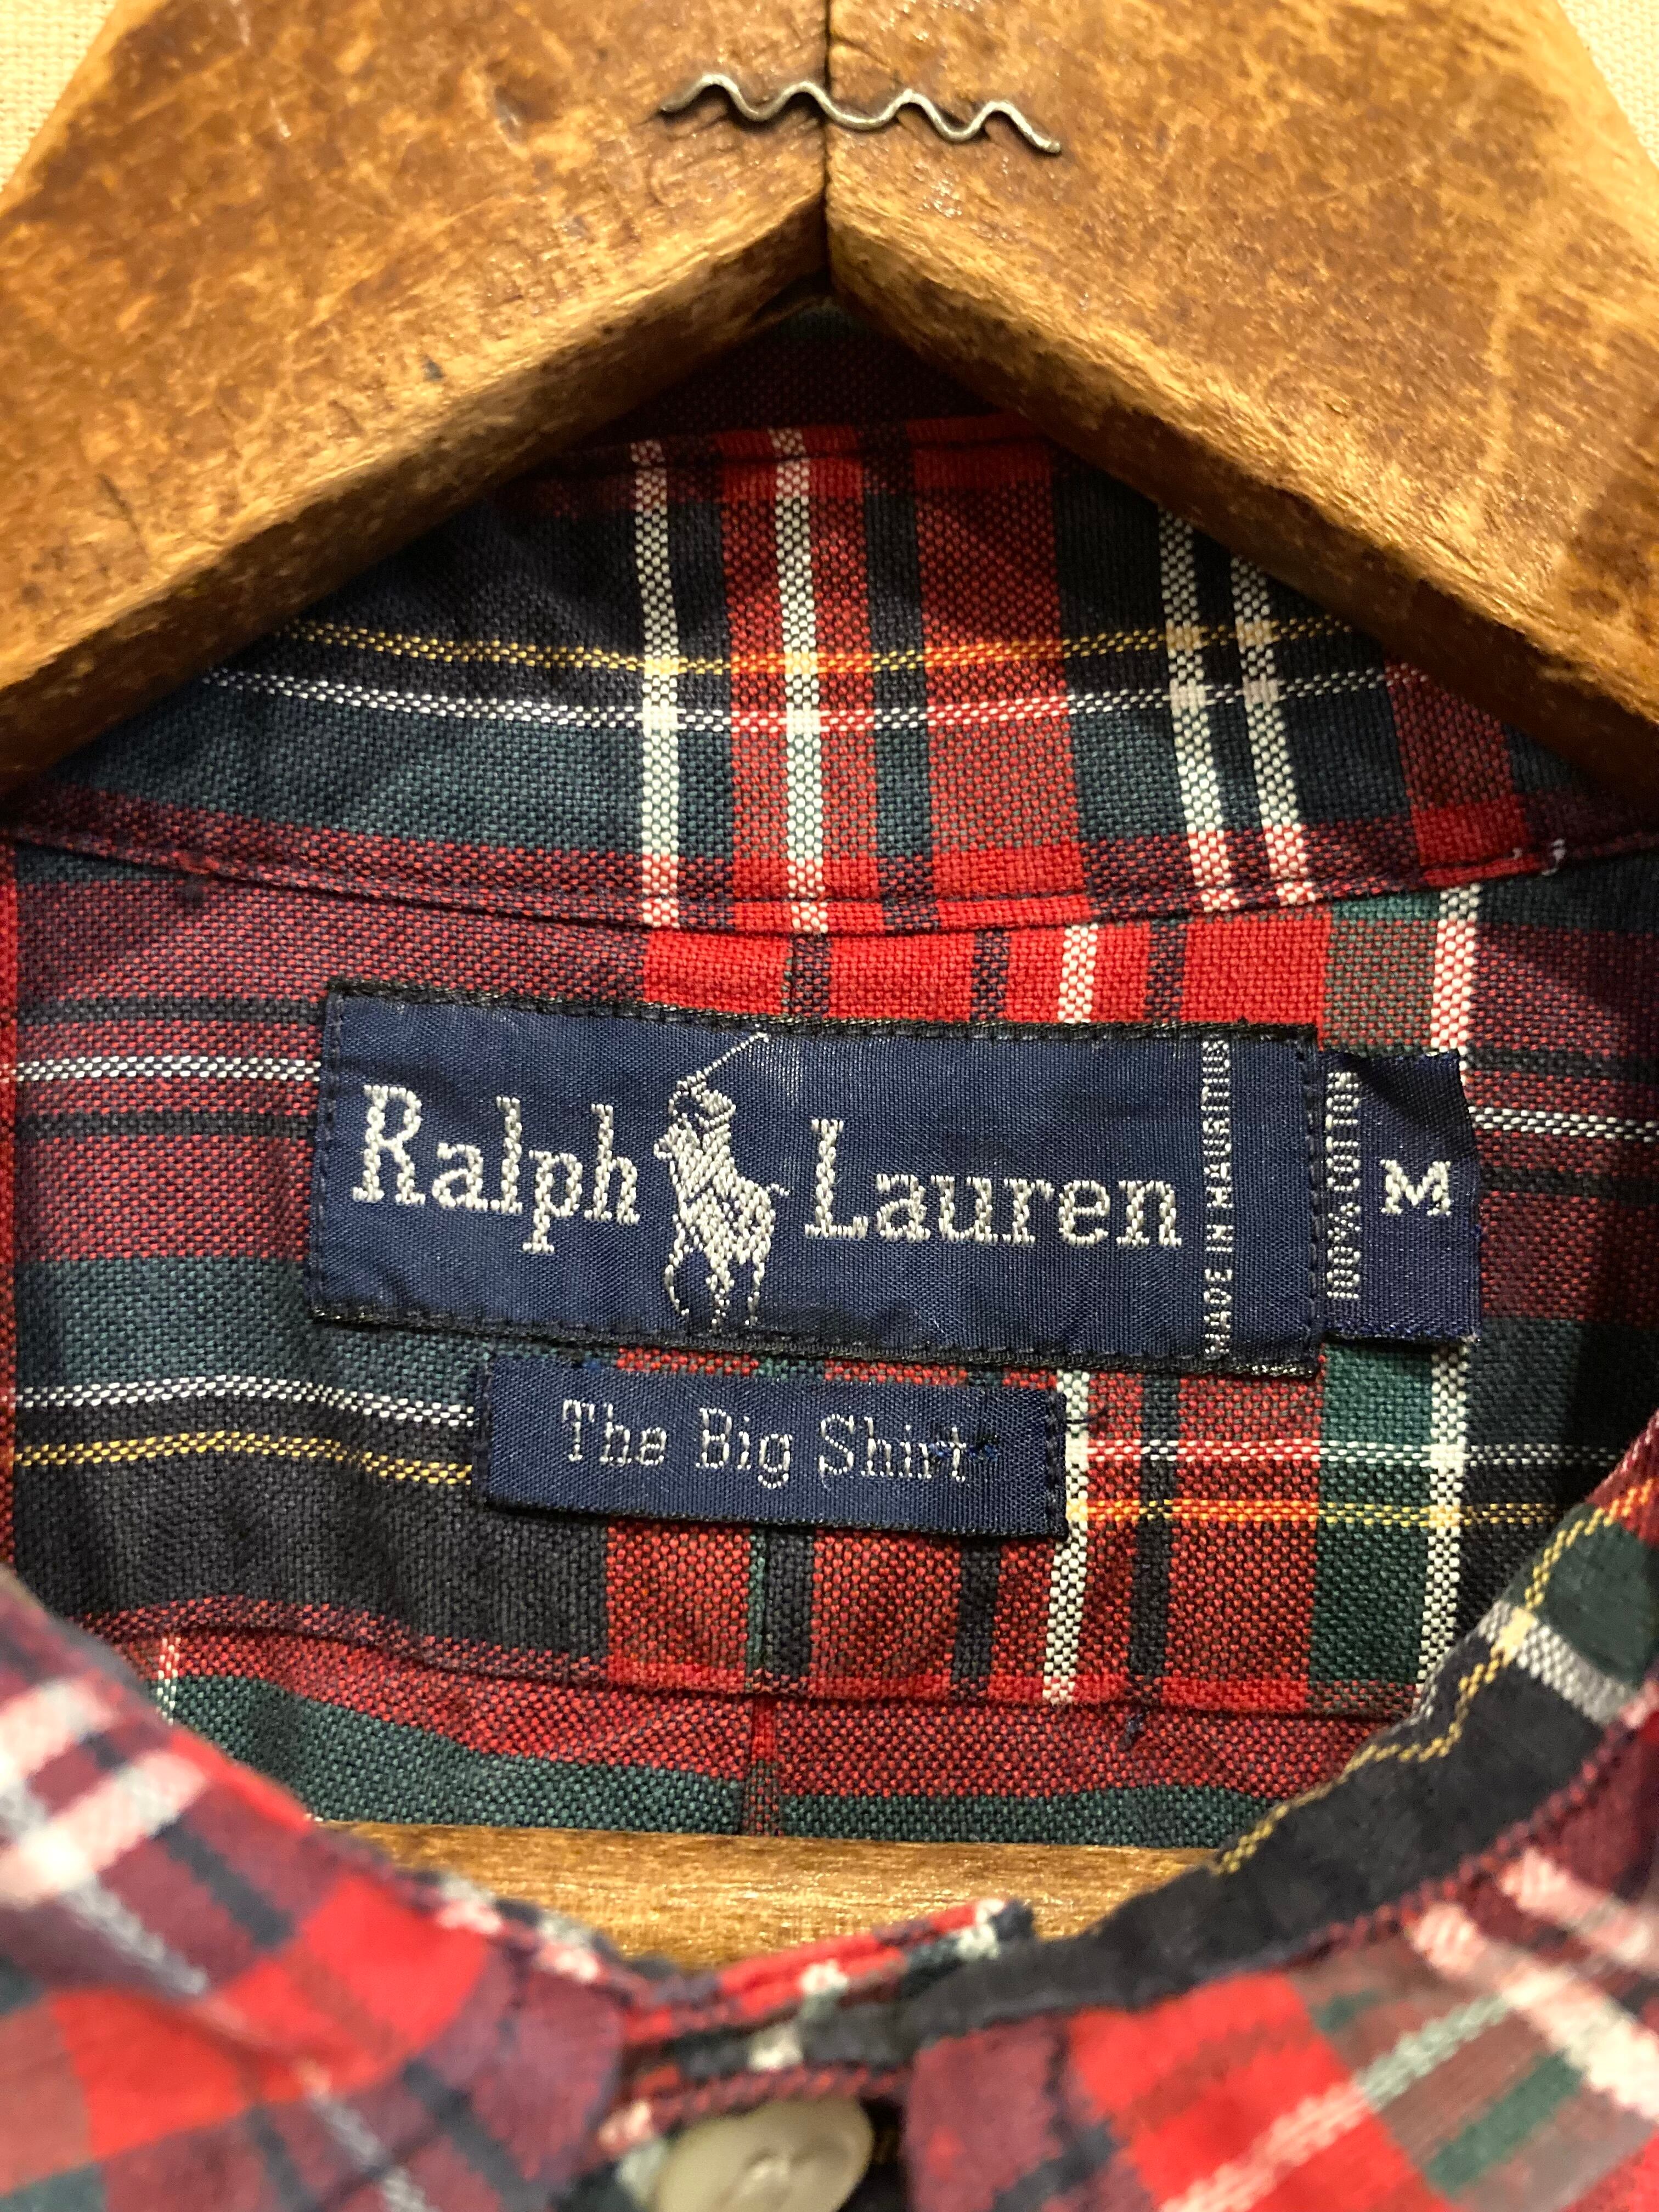 Ralph Lauren
MADE IN MAURITIUS
100% COTTON
M
The Big Shirt